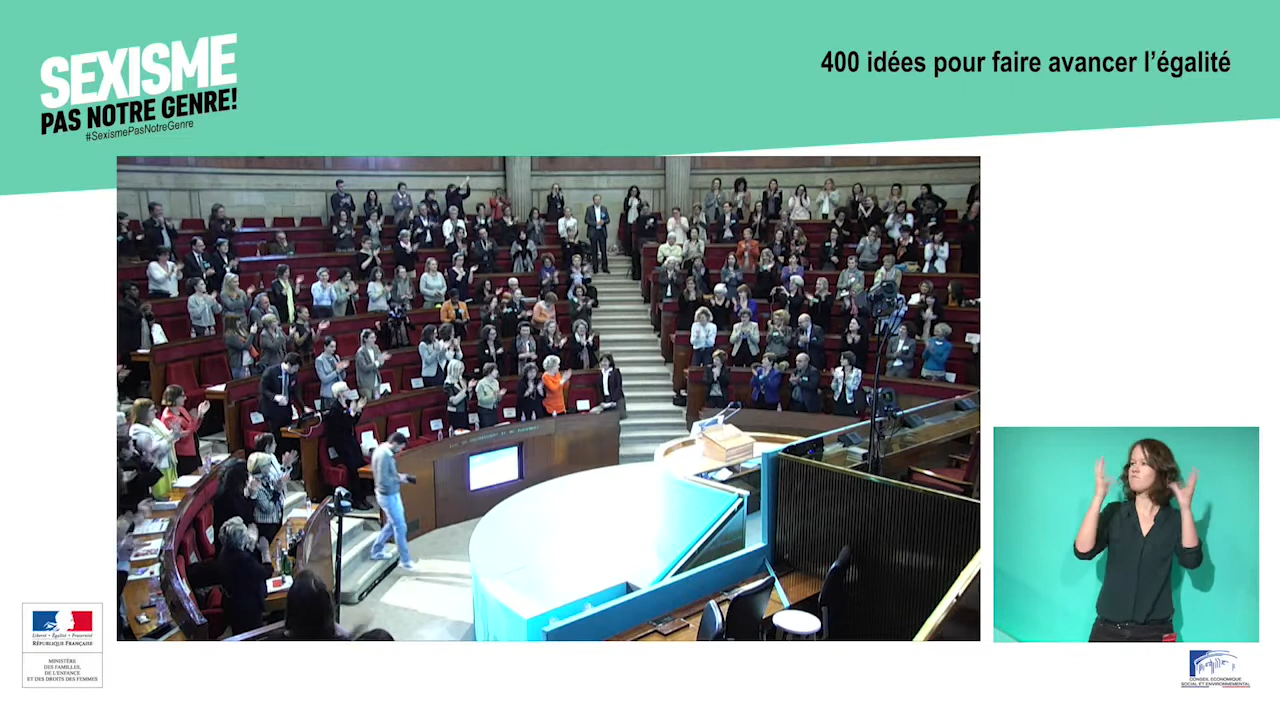 SEXISME
PAS NOTRE GENRE!
#SexismePasNotreGenre
400 idées pour faire avancer l'égalité
Liberté • Égalité • Fraternité
RÉPUBLIQUE FRANÇAISE
MINISTÈRE
DES FAMILLES,
DE L'ENFANCE
ET DES DROITS DES FEMMES
CONSEIL ECONOMIQUE
SOCIAL ET ENVIRONNEMENTAL